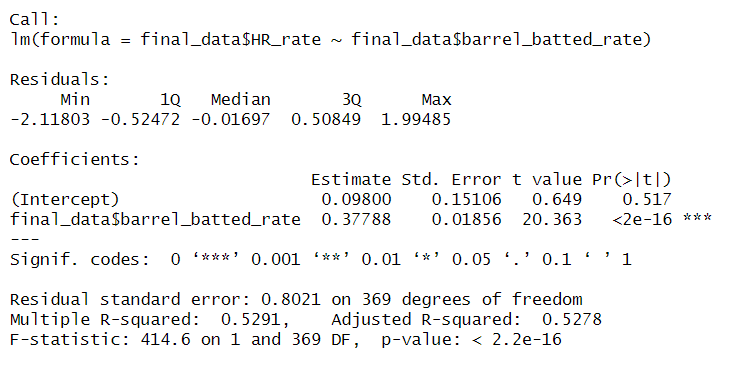 Call:
lm(formula = final_data$HR_rate ~ final_data$barrel_batted_rate)
Residuals:
Min 1Q Median 3Q Max
-2.11803 -0.52472 -0.01697 0.50849 1.99485
Coefficients:
Estimate Std. Error t value Pr(>|t|)
(Intercept) 0.09800 0.15106 0.649 0.517
final_data$barrel_batted_rate 0.37788 0.01856 20.363 <2e-16 ***
---
Signif. codes: 0 ‘***’ 0.001 ‘**’ 0.01 ‘*’ 0.05 ‘.’ 0.1 ‘ ’ 1
Residual standard error: 0.8021 on 369 degrees of freedom
Multiple R-squared: 0.5291, Adjusted R-squared: 0.5278
F-statistic: 414.6 on 1 and 369 DF, p-value: < 2.2e-16